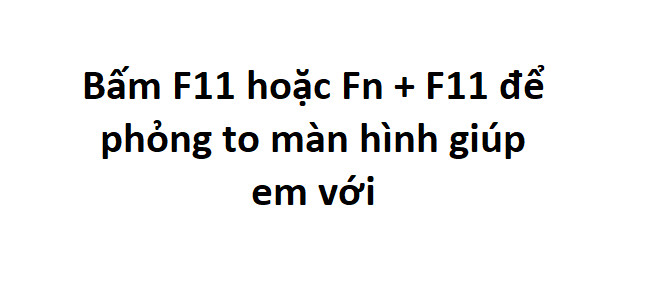 Bấm F11 hoặc Fn + F11 để
phỏng to màn hình giúp
em với